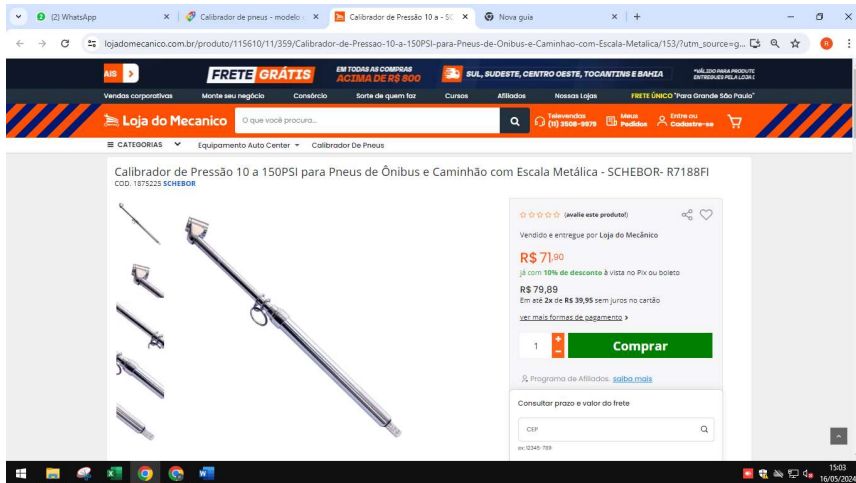 (2) WhatsApp
Calibrador de pneus - modelo
Calibrador de Pressão 10 a - SC
Nova guia
lojadomecanico.com.br/produto/115610/11/359/Calibrador-de-Pressao-10-a-150PSI-para-Pneus-de-Onibus-e-Caminhao-com-Escala-Metalica/153/?utm_source=g...
R
AIS
FRETE GRÁTIS
EM TODAS AS COMPRAS
ACIMA DE R$ 800
SUL, SUDESTE, CENTRO OESTE, TOCANTINS E BAHIA
*VÁLIDO PARA PRODUTOS
ENTREGUES PELA LOJA
Vendas corporativas
Monte seu negócio
Consórcio
Sorte de quem faz
Cursos
Afiliados
Nossas Lojas
FRETE ÚNICO "Para Grande São Paulo"
Loja do Mecanico
O que você procura...
Televendas
(11) 3508-9979
Meus
Pedidos
Entre ou
Cadastre-se
CATEGORIAS
Equipamento Auto Center
Calibrador De Pneus
Calibrador de Pressão 10 a 150PSI para Pneus de Ônibus e Caminhão com Escala Metálica - SCHEBOR- R7188FI
COD. 1875225 SCHEBOR
(avalie este produto!)
Vendido e entregue por Loja do Mecânico
R$ 71,90
já com 10% de desconto à vista no Pix ou boleto
R$ 79,89
Em até 2x de R$ 39,95 sem juros no cartão
ver mais formas de pagamento >
1
+
-
Comprar
Programa de Afiliados. saiba mais
Consultar prazo e valor do frete
CEP
ex: 12345-789
15:03
16/05/2024